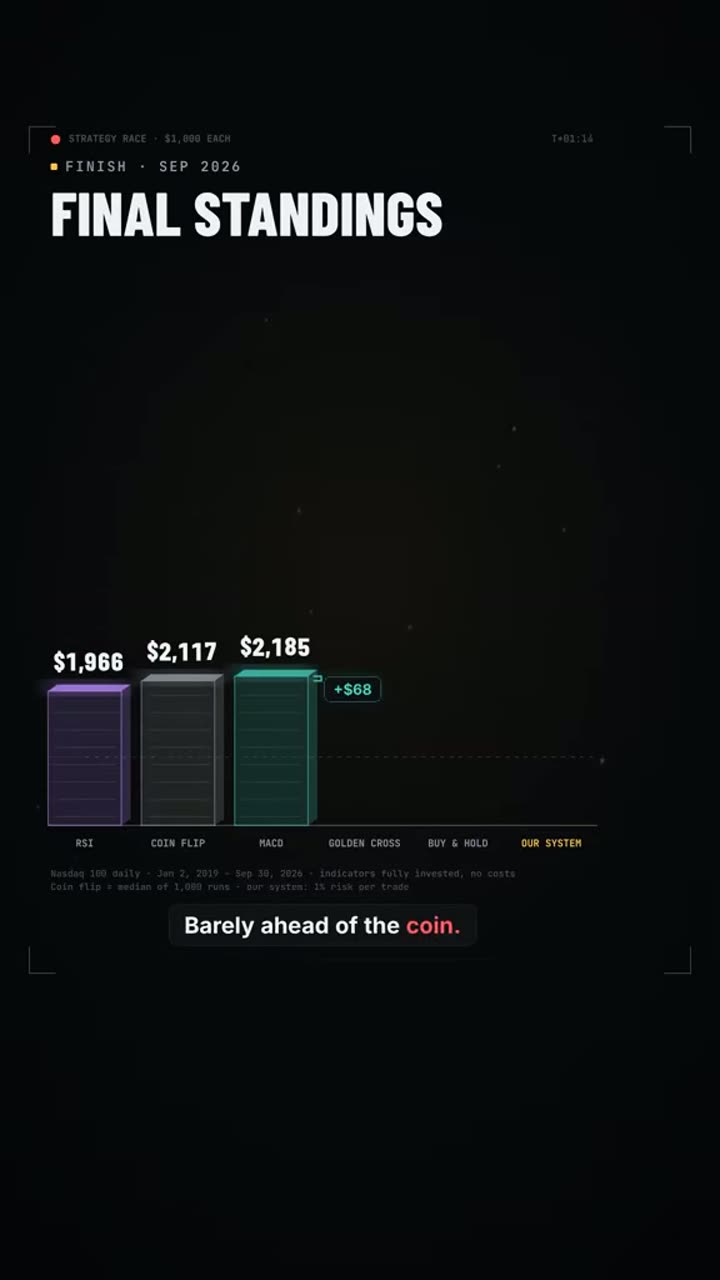 STRATEGY RACE · $1,000 EACH
T+01:14
FINISH · SEP 2026
FINAL STANDINGS
$1,966
$2,117
$2,185
+$68
RSI
COIN FLIP
MACD
GOLDEN CROSS
BUY & HOLD
OUR SYSTEM
Nasdaq 100 daily · Jan 2, 2019 – Sep 30, 2026 · indicators fully invested, no costs
Coin flip = median of 1,000 runs · our system: 1% risk per trade
Barely ahead of the coin.